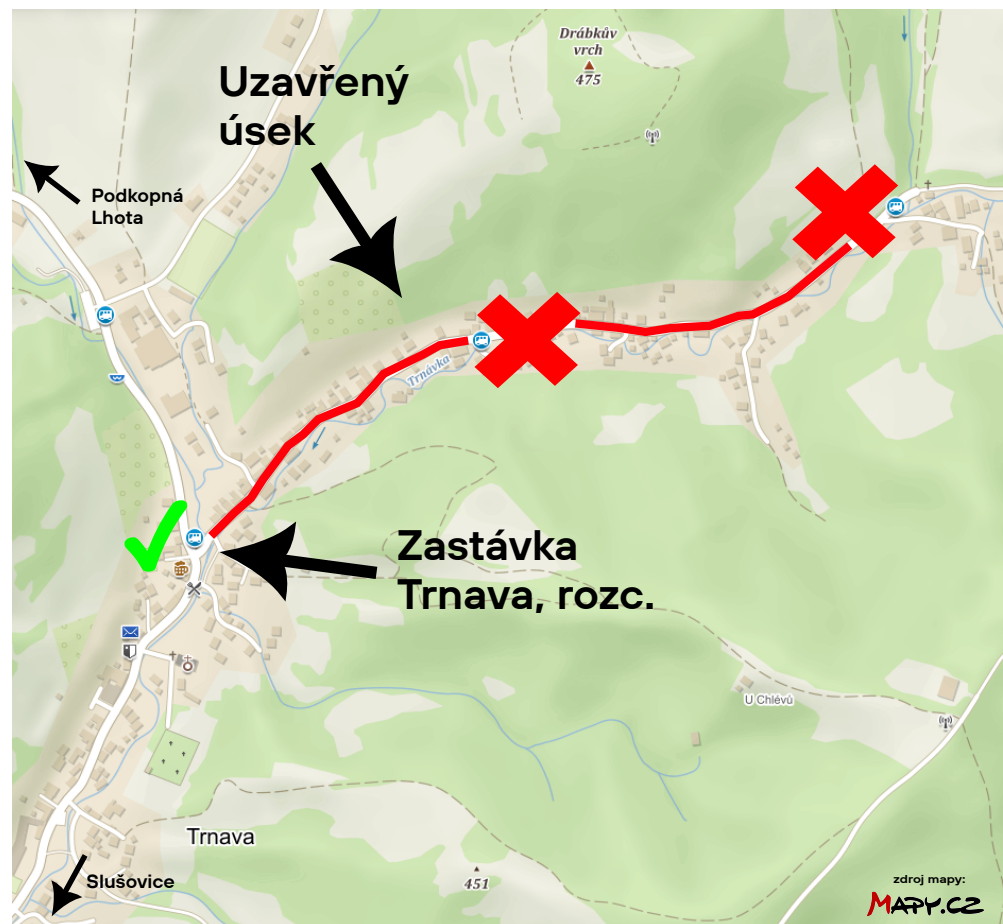 Drábkův
vrch
475
Uzavřený
úsek
Podkopná
Lhota
Trnávka
Zastávka
Trnava, rozc.
U Chlévů
Trnava
Slušovice
451
zdroj mapy:
MAPY.CZ